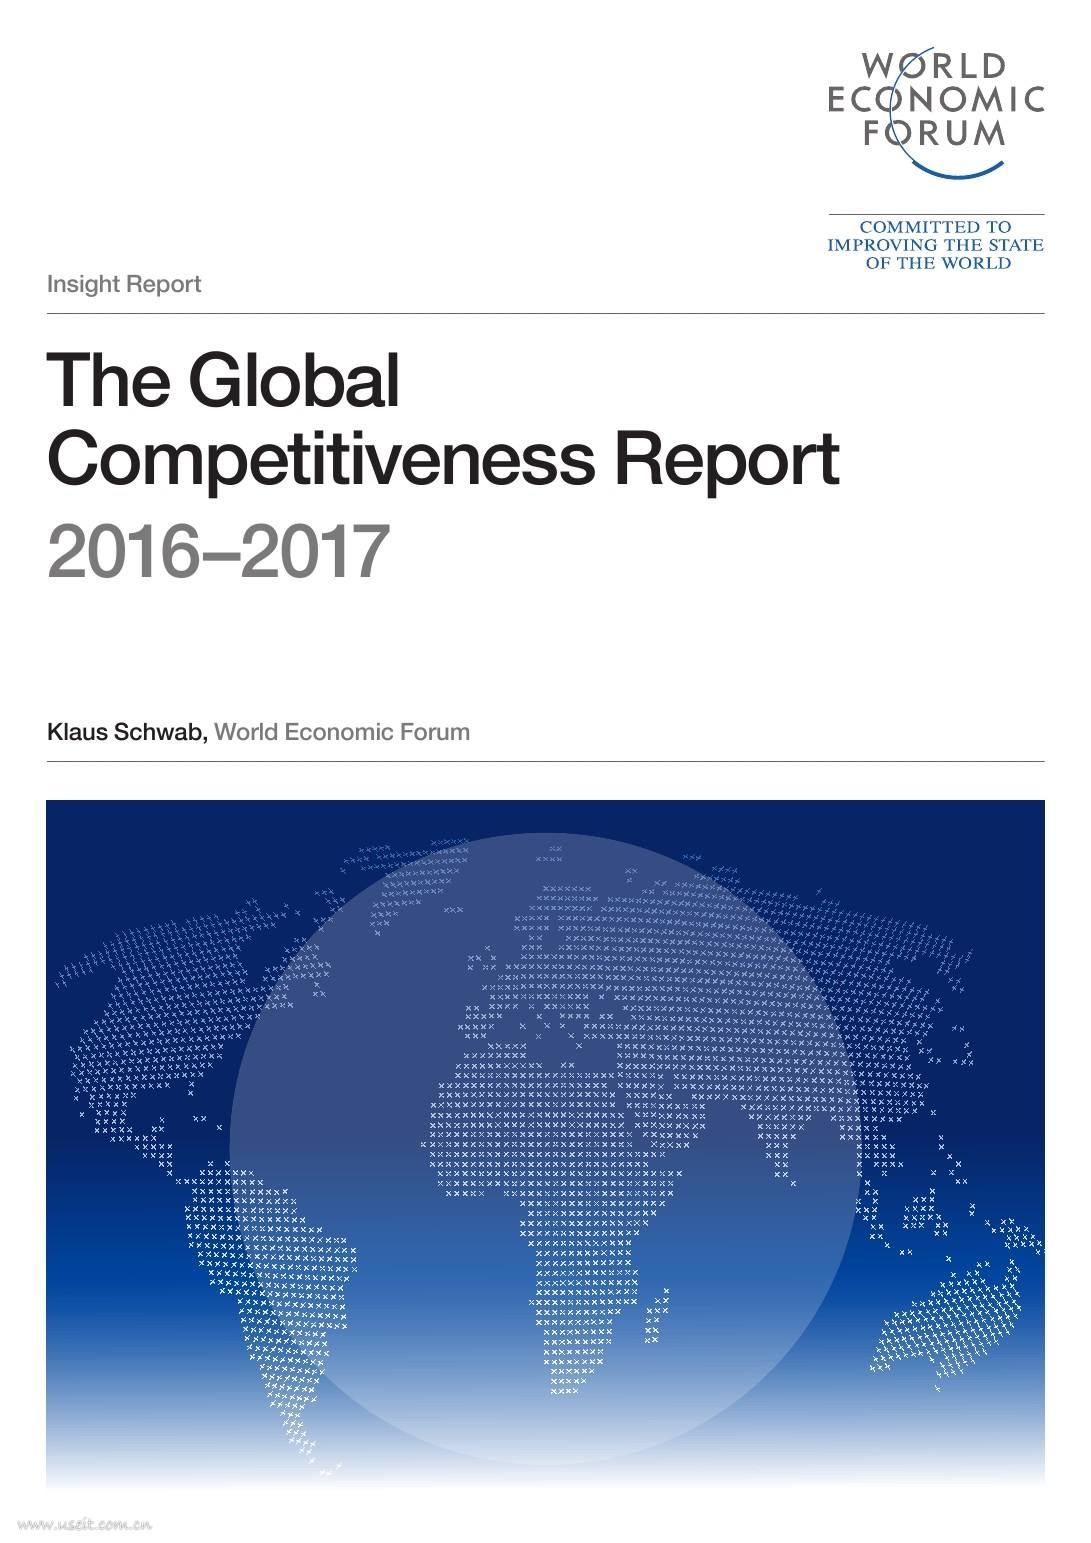 WORLD
ECONOMIC
FORUM
COMMITTED TO
IMPROVING THE STATE
OF THE WORLD
Insight Report
The Global
Competitiveness Report
2016–2017
Klaus Schwab, World Economic Forum
www.useit.com.cn